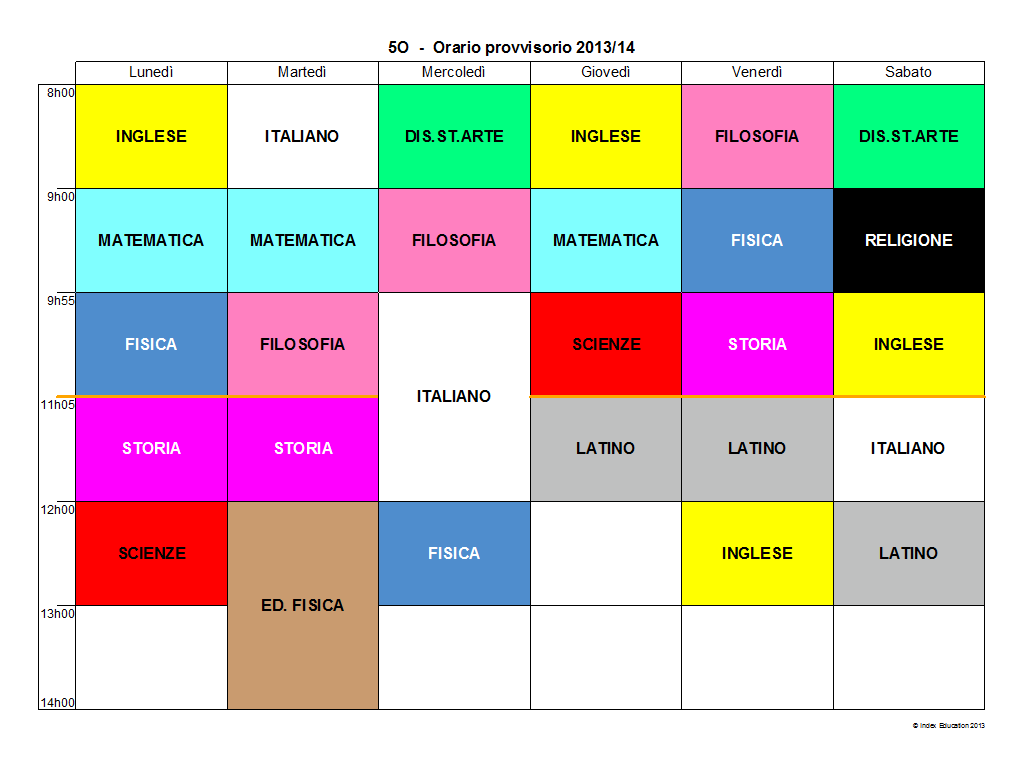 5O - Orario provvisorio 2013/14
Lunedì Martedì Mercoledì Giovedì Venerdì Sabato
8h00
INGLESE ITALIANO DIS.ST.ARTE INGLESE FILOSOFIA DIS.ST.ARTE
9h00
MATEMATICA MATEMATICA FILOSOFIA MATEMATICA FISICA RELIGIONE
9h55
FISICA FILOSOFIA SCIENZE STORIA INGLESE
ITALIANO
11h05
STORIA STORIA LATINO LATINO ITALIANO
12h00
SCIENZE FISICA INGLESE LATINO
ED. FISICA
13h00
14h00
© Index Education 2013